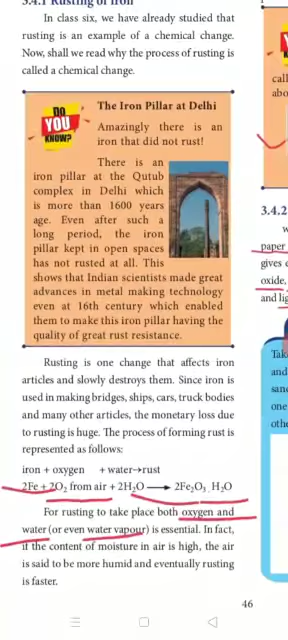 3.4.1 Rusting of Iron
In class six, we have already studied that
rusting is an example of a chemical change.
Now, shall we read why the process of rusting is
called a chemical change.
DO
YOU
KNOW?
The Iron Pillar at Delhi
Amazingly there is an
iron that did not rust!
There is an
iron pillar at the Qutub
complex in Delhi which
is more than 1600 years
age. Even after such a
long period, the iron
pillar kept in open spaces
has not rusted at all. This
shows that Indian scientists made great
advances in metal making technology
even at 16th century which enabled
them to make this iron pillar having the
quality of great rust resistance.
Rusting is one change that affects iron
articles and slowly destroys them. Since iron is
used in making bridges, ships, cars, truck bodies
and many other articles, the monetary loss due
to rusting is huge. The process of forming rust is
represented as follows:
iron + oxygen + water→rust
2Fe + 2O₂ from air + 2H₂O ⟶ 2Fe₂O₃ H₂O
For rusting to take place both oxygen and
water (or even water vapour) is essential. In fact,
if the content of moisture in air is high, the air
is said to be more humid and eventually rusting
is faster.
46
call
abo
3.4.2
w
paper
gives
oxide,
and lig
Tak
and
san
one
othe